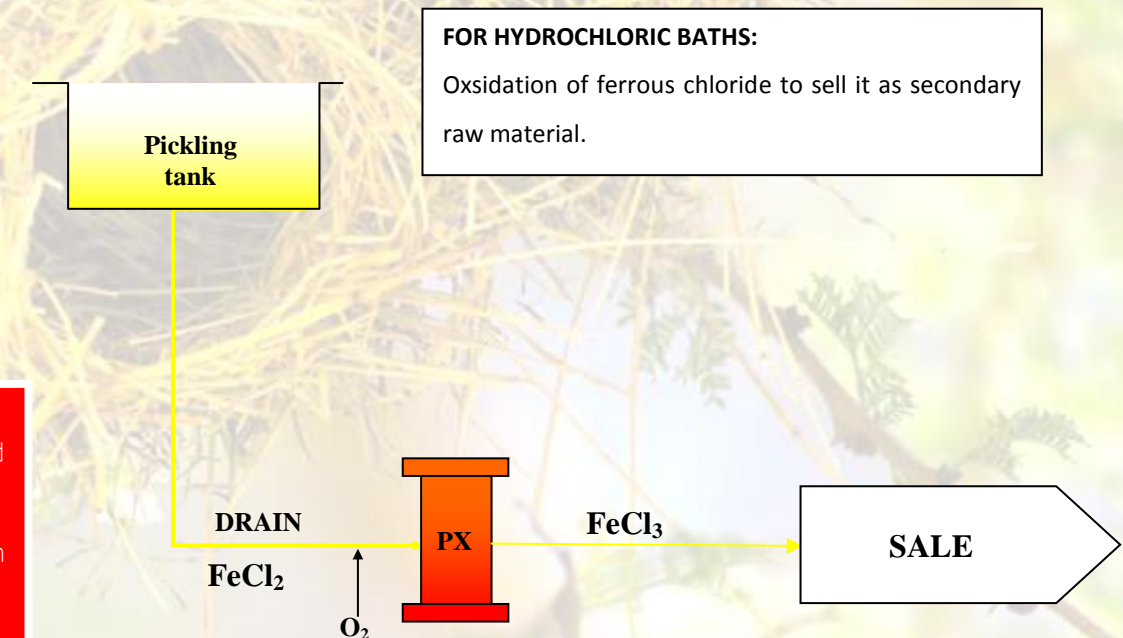 FOR HYDROCHLORIC BATHS:
Oxsidation of ferrous chloride to sell it as secondary
raw material.
Pickling
tank
DRAIN
FeCl₂
O₂
PX
FeCl₃
SALE